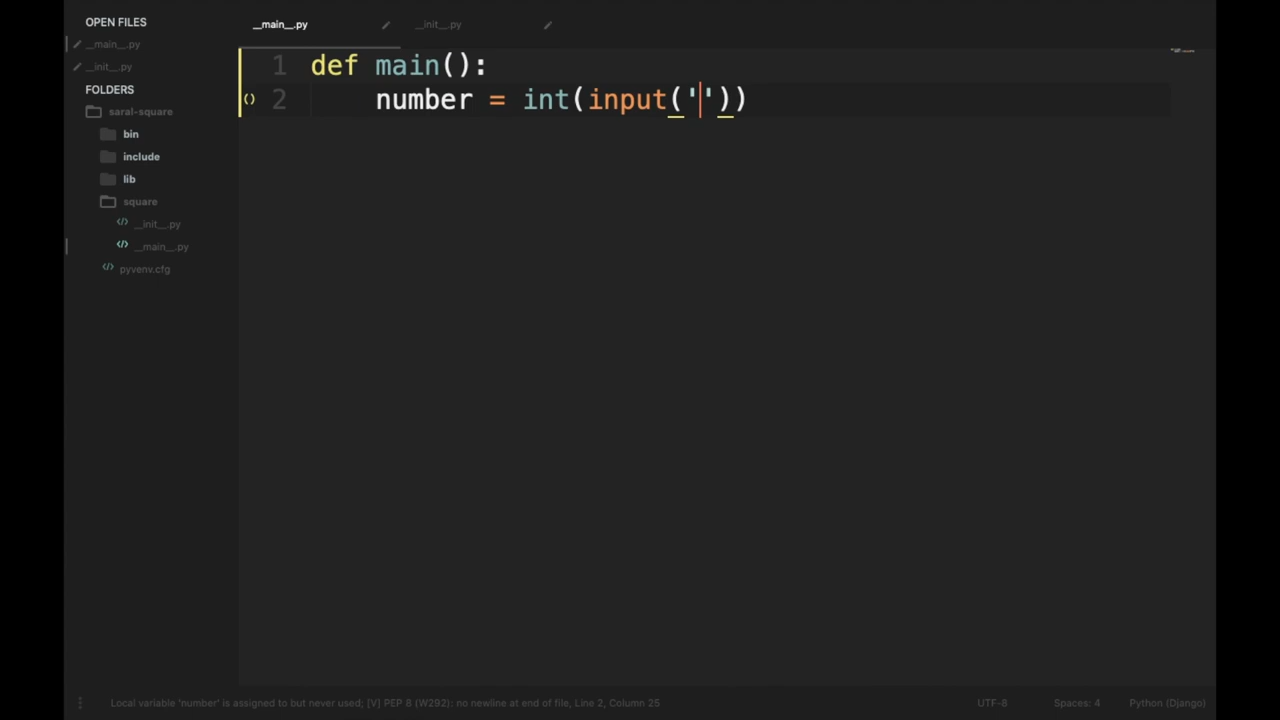 OPEN FILES
__main__.py
__init__.py
FOLDERS
saral-square
bin
include
lib
square
__init__.py
__main__.py
pyvenv.cfg
__main__.py
__init__.py
1 def main():
2 number = int(input(''))
Local variable 'number' is assigned to but never used; [V] PEP 8 (W292): no newline at end of file, Line 2, Column 25
UTF-8
Spaces: 4
Python (Django)